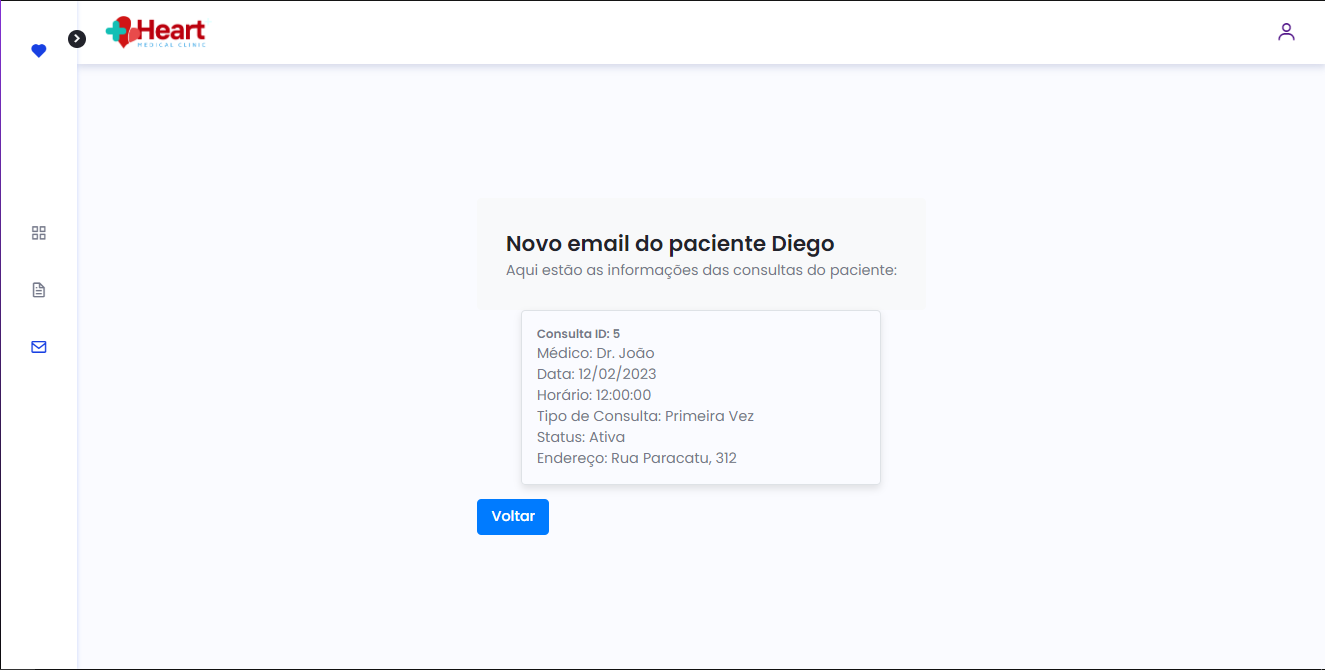 Heart
MEDICAL CLINIC
Novo email do paciente Diego
Aqui estão as informações das consultas do paciente:
Consulta ID: 5
Médico: Dr. João
Data: 12/02/2023
Horário: 12:00:00
Tipo de Consulta: Primeira Vez
Status: Ativa
Endereço: Rua Paracatu, 312
Voltar